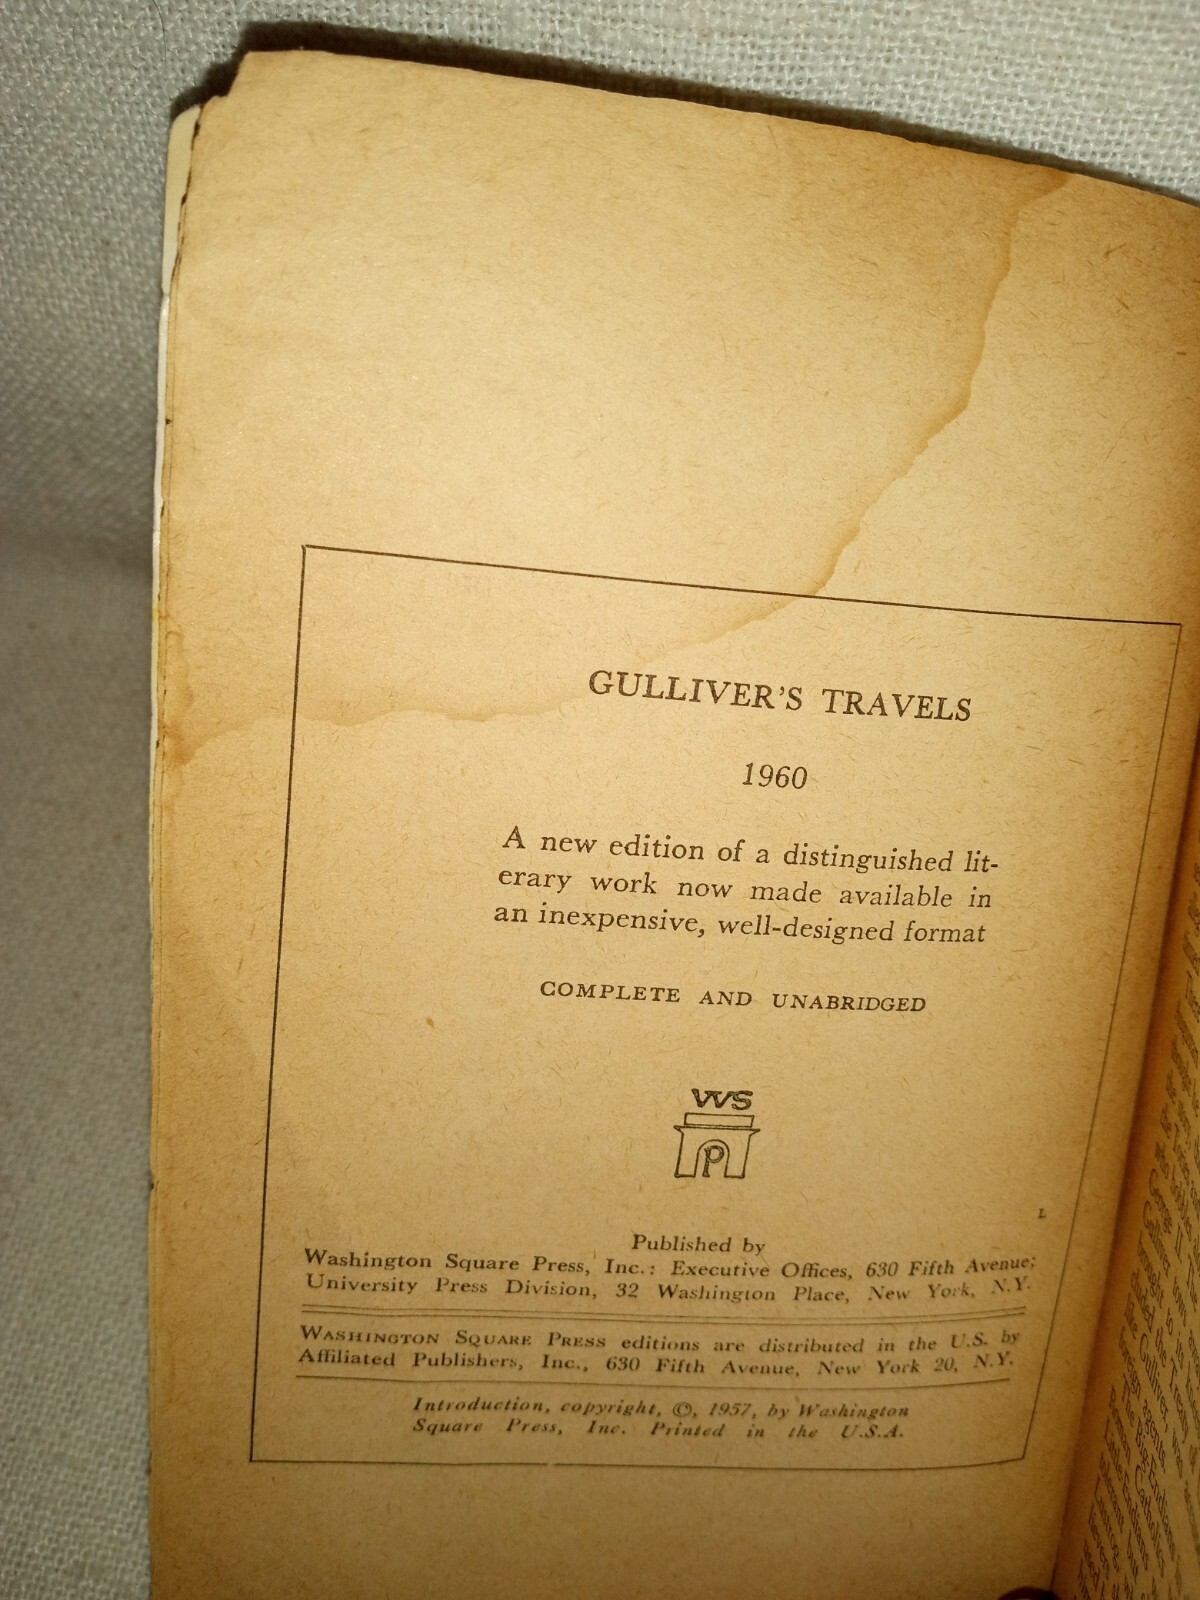 GULLIVER'S TRAVELS
1960
A new edition of a distinguished lit-
erary work now made available in
an inexpensive, well-designed format
COMPLETE AND UNABRIDGED
WS
P
L
Published by
Washington Square Press, Inc.: Executive Offices, 630 Fifth Avenue;
University Press Division, 32 Washington Place, New York, N.Y.
WASHINGTON SQUARE PRESS editions are distributed in the U.S. by
Affiliated Publishers, Inc., 630 Fifth Avenue, New York 20, N.Y.
Introduction, copyright, ©, 1957, by Washington
Square Press, Inc. Printed in the U.S.A.